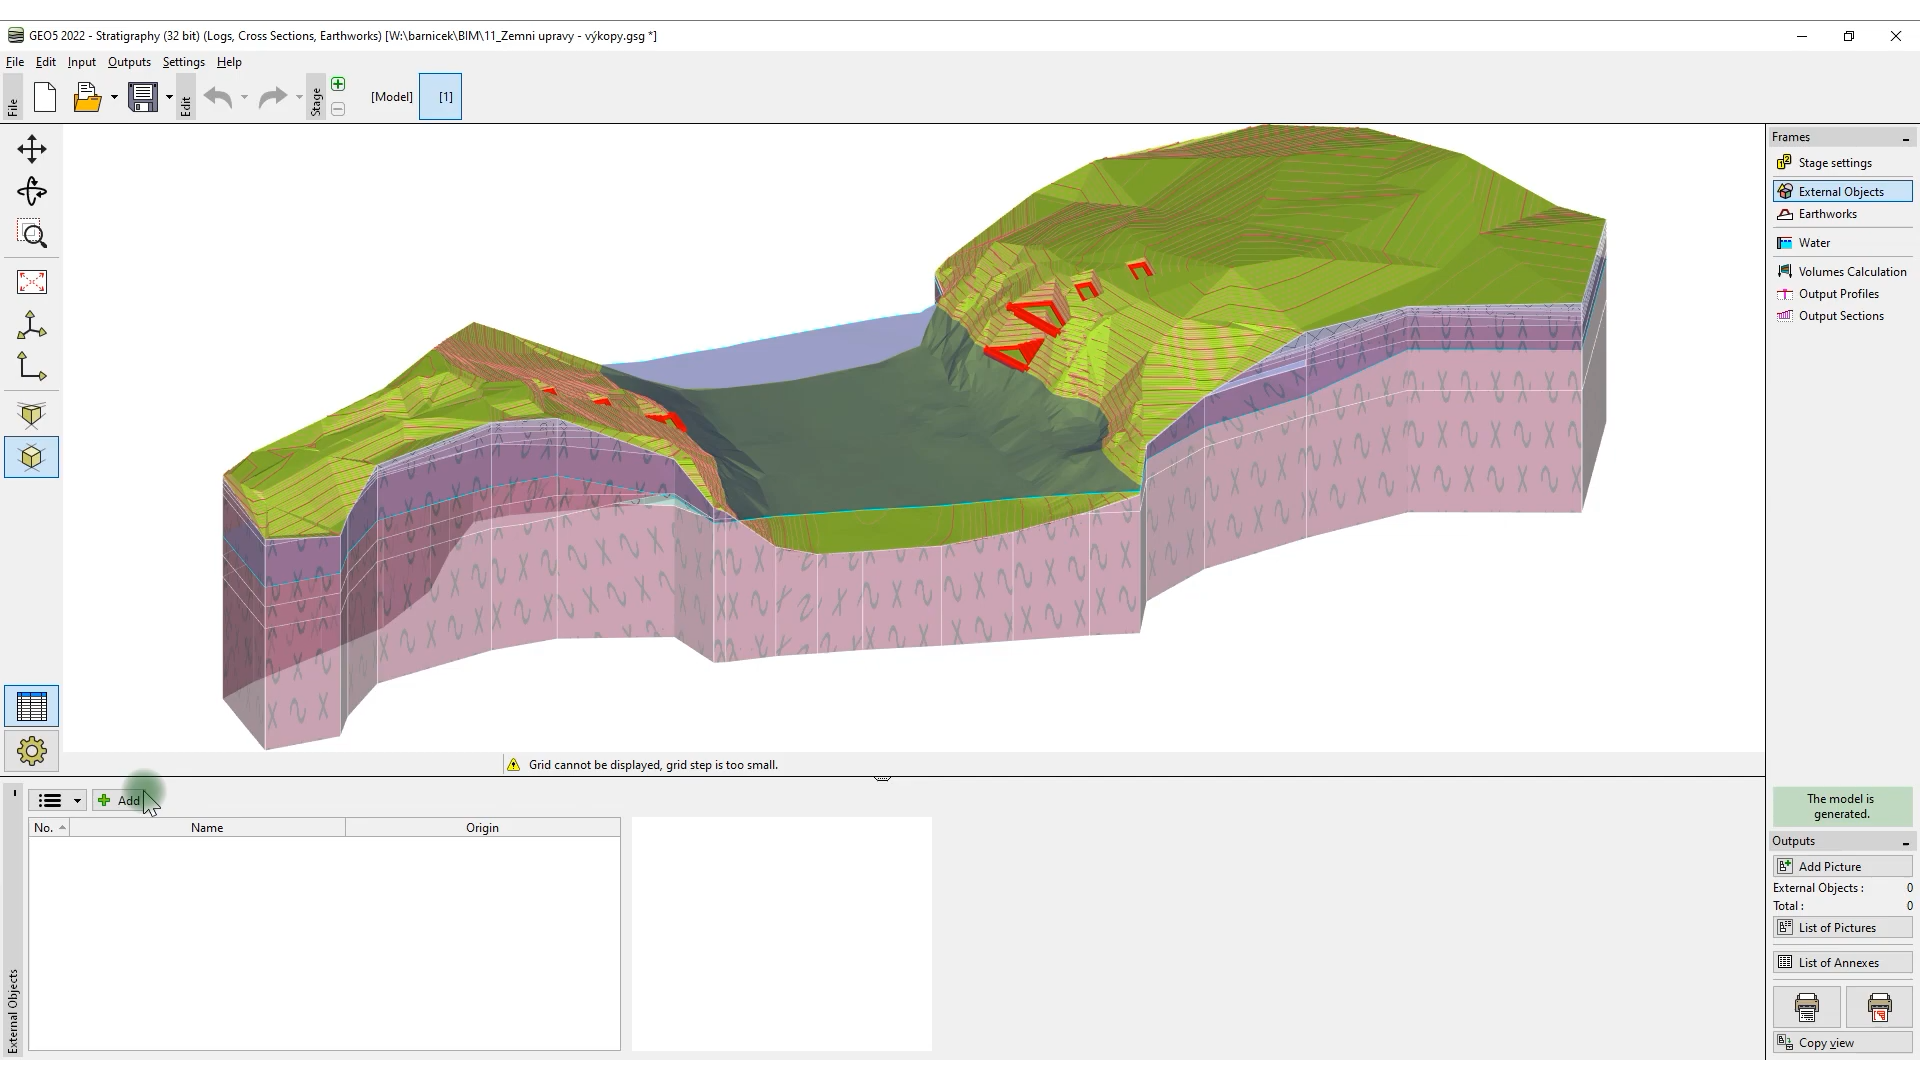 GEO5 2022 - Stratigraphy (32 bit) (Logs, Cross Sections, Earthworks) [W:\barnicek\BIM\11_Zemni upravy - výkopy.gsg *]
File Edit Input Outputs Settings Help
File
Edit
Stage
[Model] [1]
Frames
Stage settings
External Objects
Earthworks
Water
Volumes Calculation
Output Profiles
Output Sections
Grid cannot be displayed, grid step is too small.
Add
No. Name Origin
External Objects
The model is
generated.
Outputs
Add Picture
External Objects : 0
Total : 0
List of Pictures
List of Annexes
Copy view